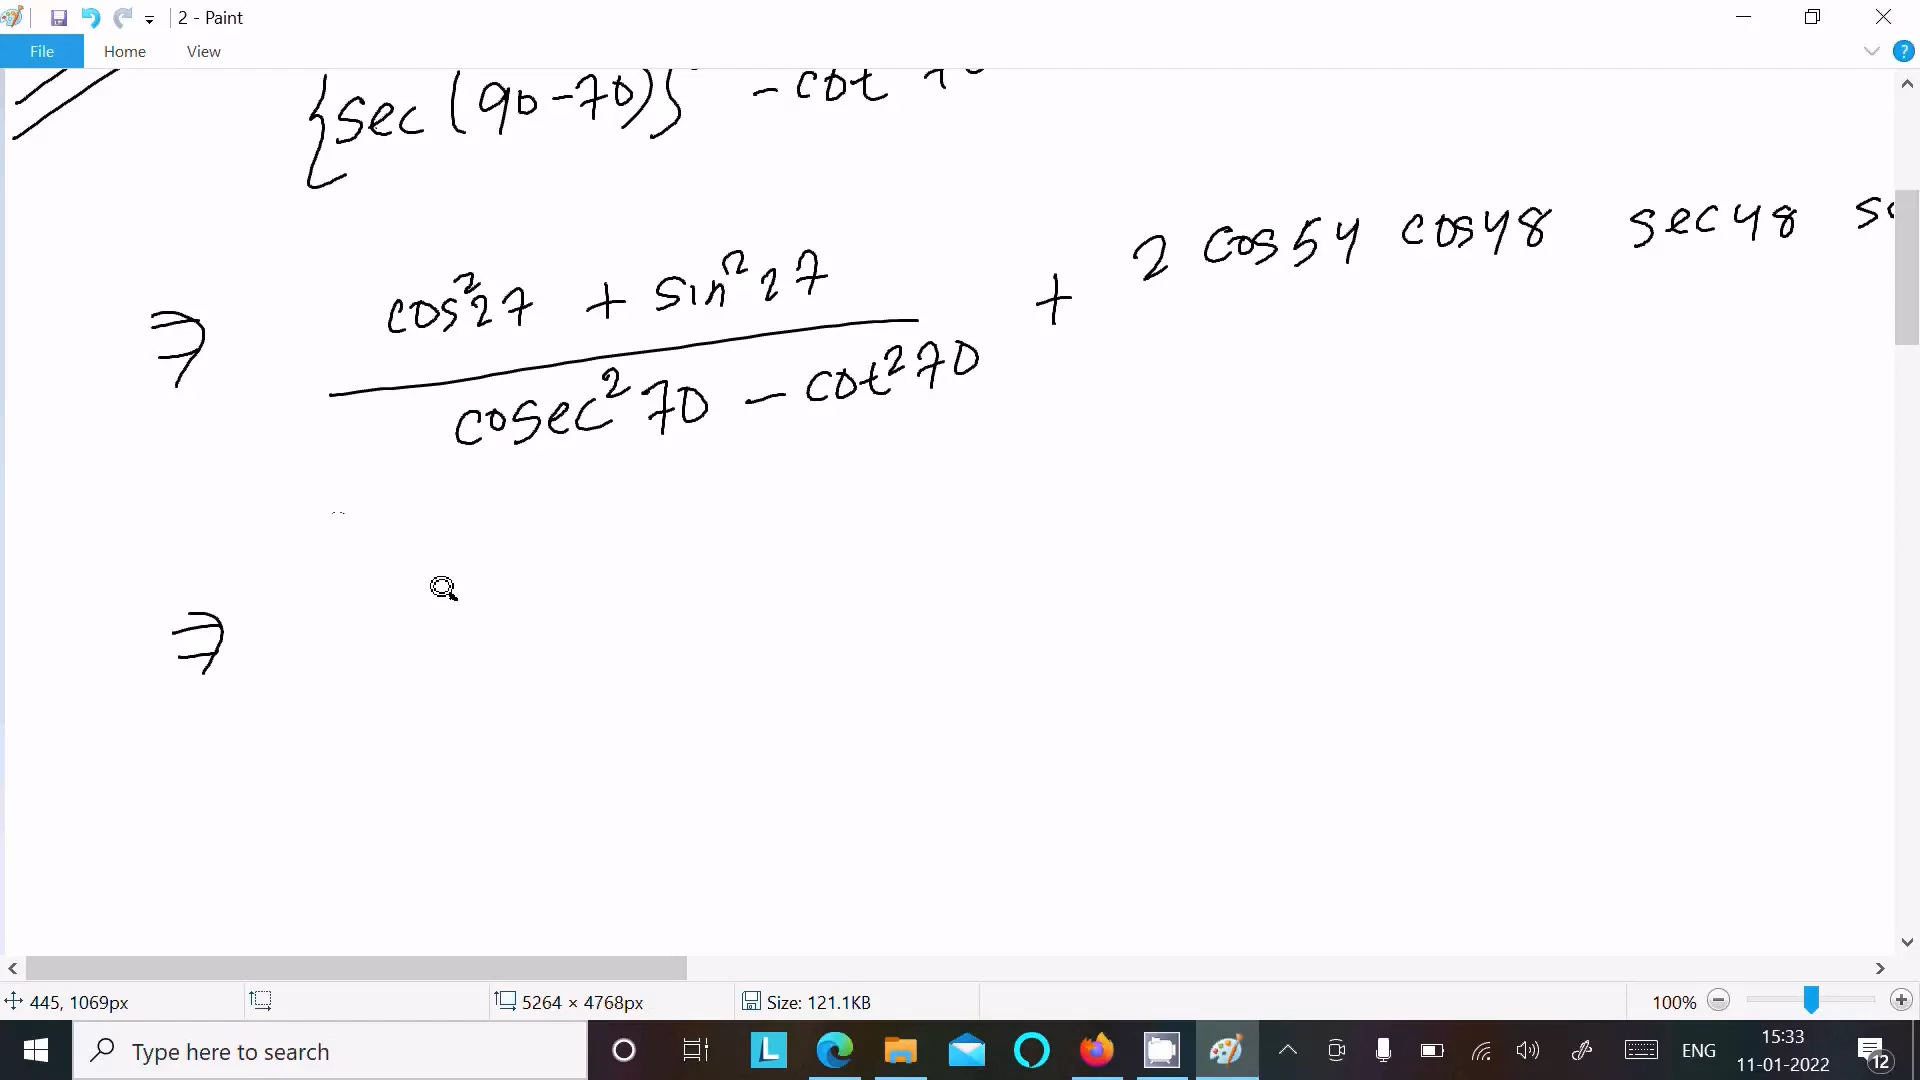 2 - Paint
File Home View
{sec (90-70)} - cot
2 cos54 cos48 sec48
⇒ cos²27 + sin²27 +
cosec²70 - cot²70
⇒
445, 1069px 5264 × 4768px Size: 121.1KB 100%
Type here to search ENG 15:33
11-01-2022 12